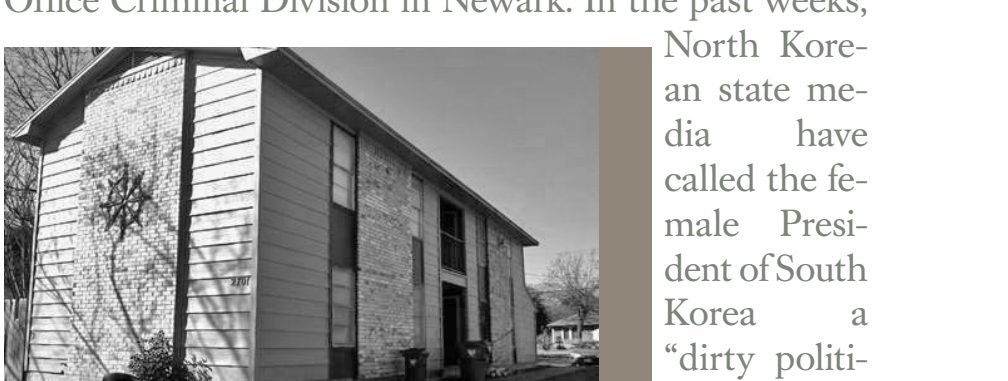 Office Criminal Division in Newark. In the past weeks,
North Kore-
an state me-
dia have
called the fe-
male Presi-
dent of South
Korea a
“dirty politi-
2701